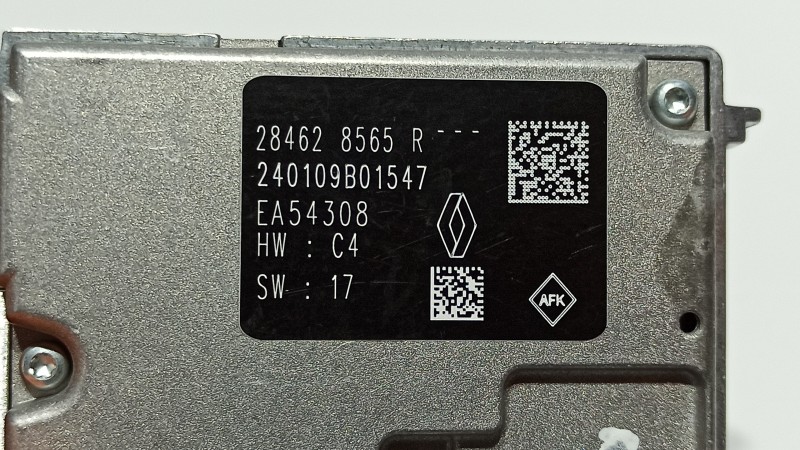 28462 8565 R ---
240109B01547
EA54308
HW : C4
SW : 17
AFK